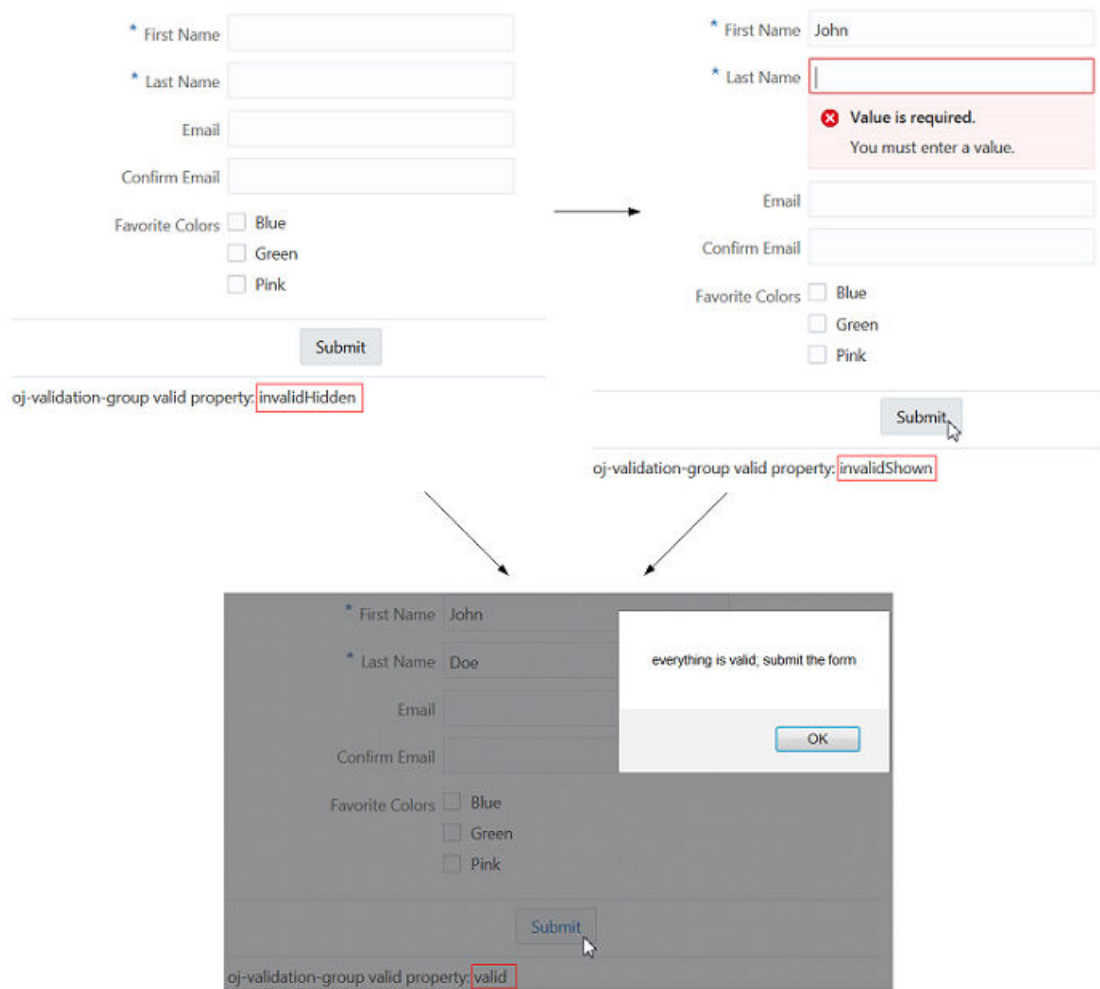 * First Name
* Last Name
Email
Confirm Email
Favorite Colors Blue
Green
Pink
Submit
oj-validation-group valid property: invalidHidden
* First Name John
* Last Name
Value is required.
You must enter a value.
Email
Confirm Email
Favorite Colors Blue
Green
Pink
Submit
oj-validation-group valid property: invalidShown
* First Name John
* Last Name Doe
Email
Confirm Email
Favorite Colors Blue
Green
Pink
Submit
oj-validation-group valid property: valid
everything is valid; submit the form
OK